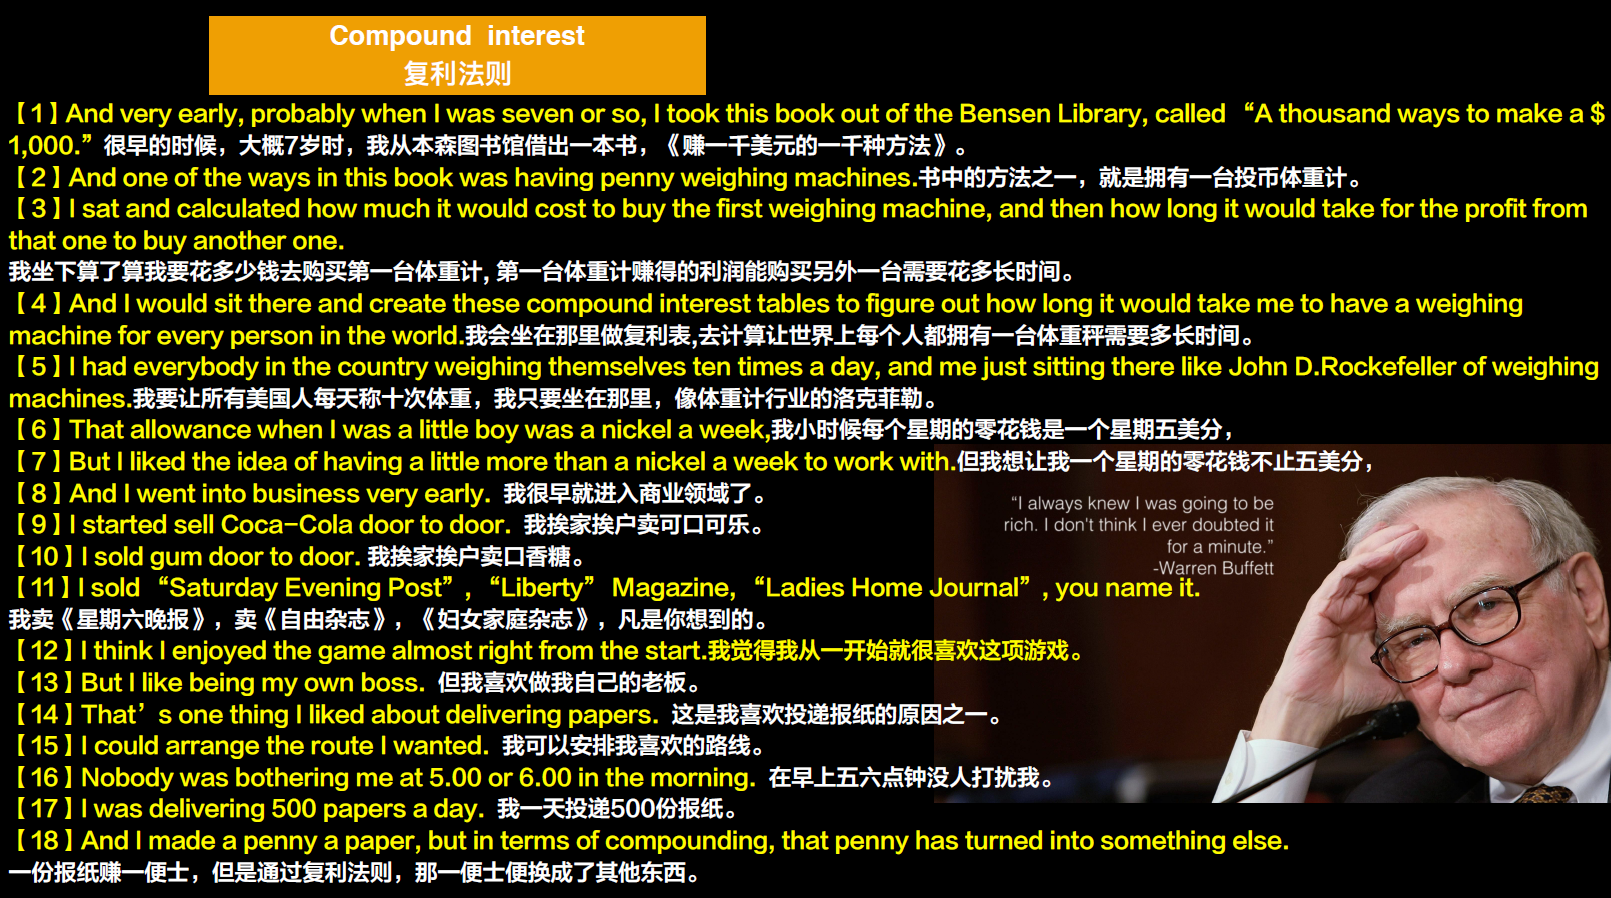 Compound interest
复利法则
【1】And very early, probably when I was seven or so, I took this book out of the Bensen Library, called “A thousand ways to make a $
1,000.”很早的时候，大概7岁时，我从本森图书馆借出一本书，《赚一千美元的一千种方法》。
【2】And one of the ways in this book was having penny weighing machines.书中的方法之一，就是拥有一台投币体重计。
【3】I sat and calculated how much it would cost to buy the first weighing machine, and then how long it would take for the profit from
that one to buy another one.
我坐下算了算我要花多少钱去购买第一台体重计, 第一台体重计赚得的利润能购买另外一台需要花多长时间。
【4】And I would sit there and create these compound interest tables to figure out how long it would take me to have a weighing
machine for every person in the world.我会坐在那里做复利表,去计算让世界上每个人都拥有一台体重秤需要多长时间。
【5】I had everybody in the country weighing themselves ten times a day, and me just sitting there like John D.Rockefeller of weighing
machines.我要让所有美国人每天称十次体重，我只要坐在那里，像体重计行业的洛克菲勒。
【6】That allowance when I was a little boy was a nickel a week,我小时候每个星期的零花钱是一个星期五美分，
【7】But I liked the idea of having a little more than a nickel a week to work with.但我想让我一个星期的零花钱不止五美分，
【8】And I went into business very early. 我很早就进入商业领域了。
【9】I started sell Coca-Cola door to door. 我挨家挨户卖可口可乐。
【10】I sold gum door to door. 我挨家挨户卖口香糖。
【11】I sold “Saturday Evening Post”, “Liberty” Magazine, “Ladies Home Journal”, you name it.
我卖《星期六晚报》，卖《自由杂志》，《妇女家庭杂志》，凡是你想到的。
【12】I think I enjoyed the game almost right from the start.我觉得我从一开始就很喜欢这项游戏。
【13】But I like being my own boss. 但我喜欢做我自己的老板。
【14】That’s one thing I liked about delivering papers. 这是我喜欢投递报纸的原因之一。
【15】I could arrange the route I wanted. 我可以安排我喜欢的路线。
【16】Nobody was bothering me at 5.00 or 6.00 in the morning. 在早上五六点钟没人打扰我。
【17】I was delivering 500 papers a day. 我一天投递500份报纸。
【18】And I made a penny a paper, but in terms of compounding, that penny has turned into something else.
一份报纸赚一便士，但是通过复利法则，那一便士便换成了其他东西。
“I always knew I was going to be
rich. I don't think I ever doubted it
for a minute.”
-Warren Buffett